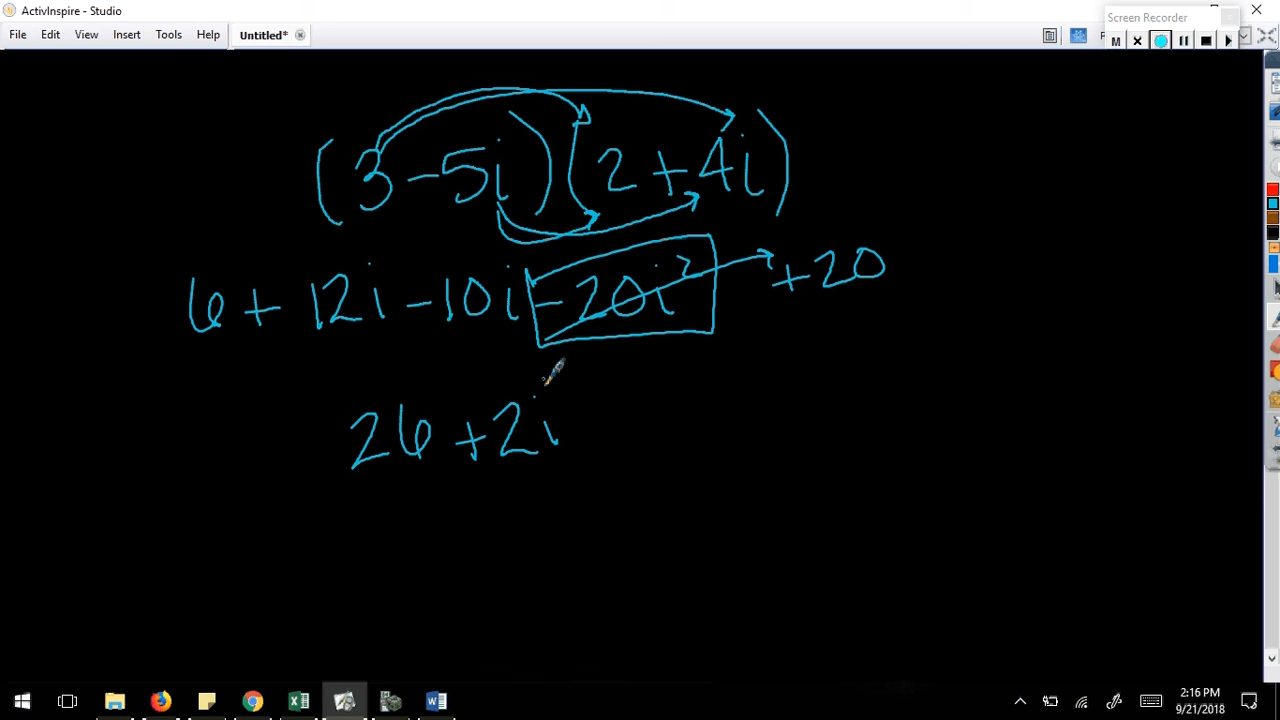 ActivInspire - Studio
Screen Recorder x
File Edit View Insert Tools Help Untitled*
M
(3 - 5i)(2 + 4i)
6 + 12i - 10i - 20i² + 20
26 + 2i
2:16 PM
9/21/2018